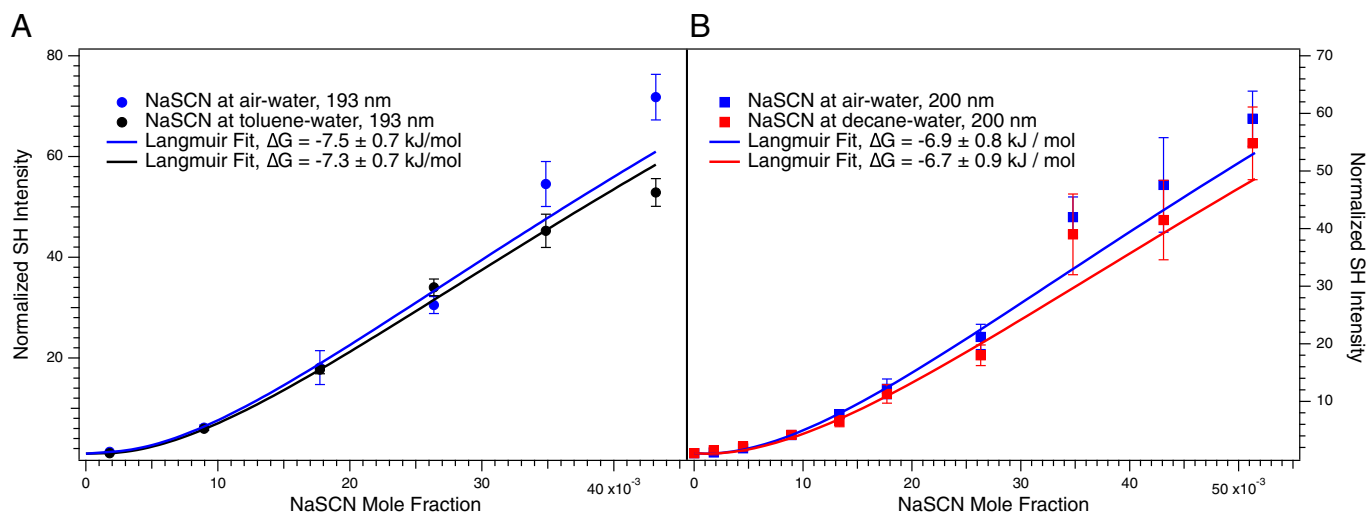 A
80
60
40
20
Normalized SH Intensity
NaSCN at air-water, 193 nm
NaSCN at toluene-water, 193 nm
Langmuir Fit, ΔG = -7.5 ± 0.7 kJ/mol
Langmuir Fit, ΔG = -7.3 ± 0.7 kJ/mol
0
10
20
30
40 x10⁻³
NaSCN Mole Fraction
B
NaSCN at air-water, 200 nm
NaSCN at decane-water, 200 nm
Langmuir Fit, ΔG = -6.9 ± 0.8 kJ / mol
Langmuir Fit, ΔG = -6.7 ± 0.9 kJ / mol
70
60
50
40
30
20
10
Normalized SH Intensity
0
10
20
30
40
50 x10⁻³
NaSCN Mole Fraction